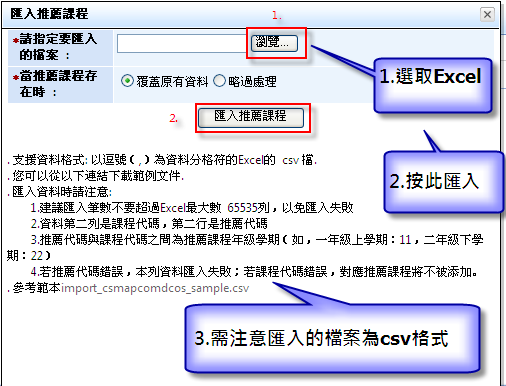 匯入推薦課程
1.
*請指定要匯入的檔案 :
瀏覽...
1.選取Excel
*當推薦課程存在時 :
覆蓋原有資料 略過處理
2.
匯入推薦課程
2.按此匯入
. 支援資料格式: 以逗號 ( , ) 為資料分格符的Excel的 csv 檔.
. 您可以從以下連結下載範例文件.
. 匯入資料時請注意:
1.建議匯入筆數不要超過Excel最大數 65535列，以免匯入失敗
2.資料第二列是課程代碼，第二行是推薦代碼
3.推薦代碼與課程代碼之間為推薦課程年級學期（如，一年級上學期：11，二年級下學
期：22）
4.若推薦代碼錯誤，本列資料匯入失敗；若課程代碼錯誤，對應推薦課程將不被添加。
. 參考範本import_csmapcomdcos_sample.csv
3.需注意匯入的檔案為csv格式